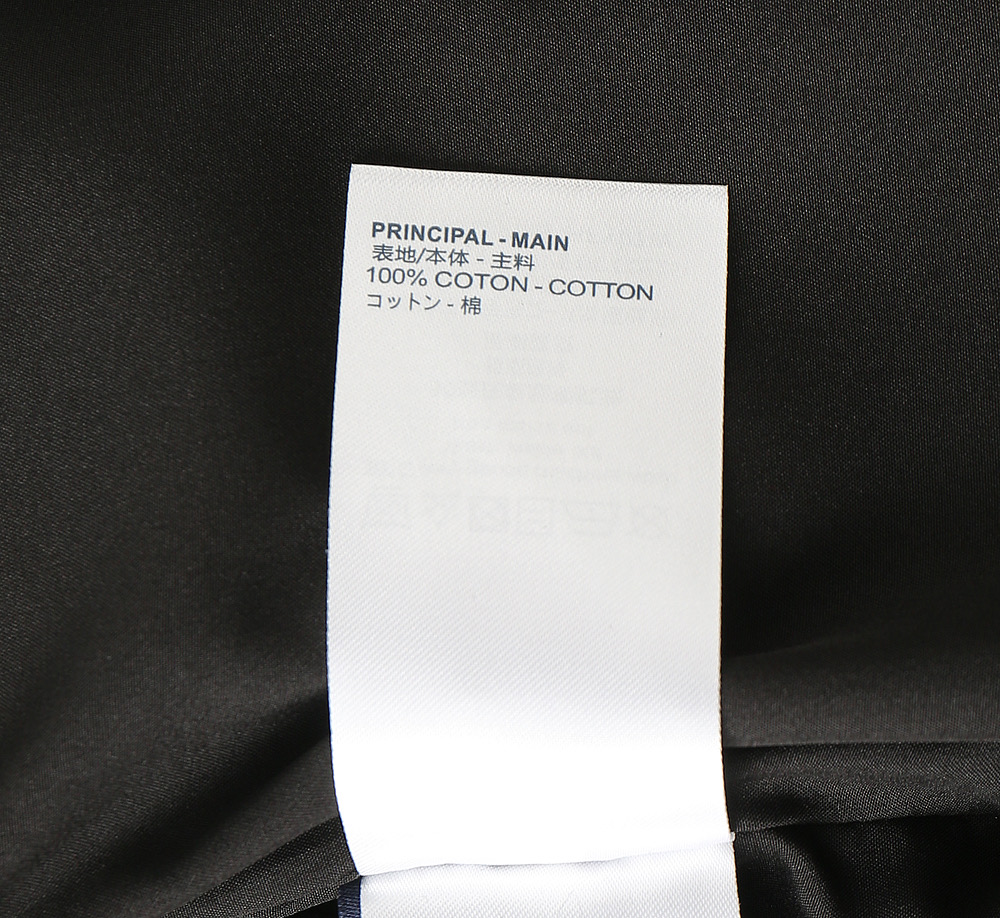 PRINCIPAL - MAIN
表地/本体 - 主料
100% COTON - COTTON
コットン - 棉